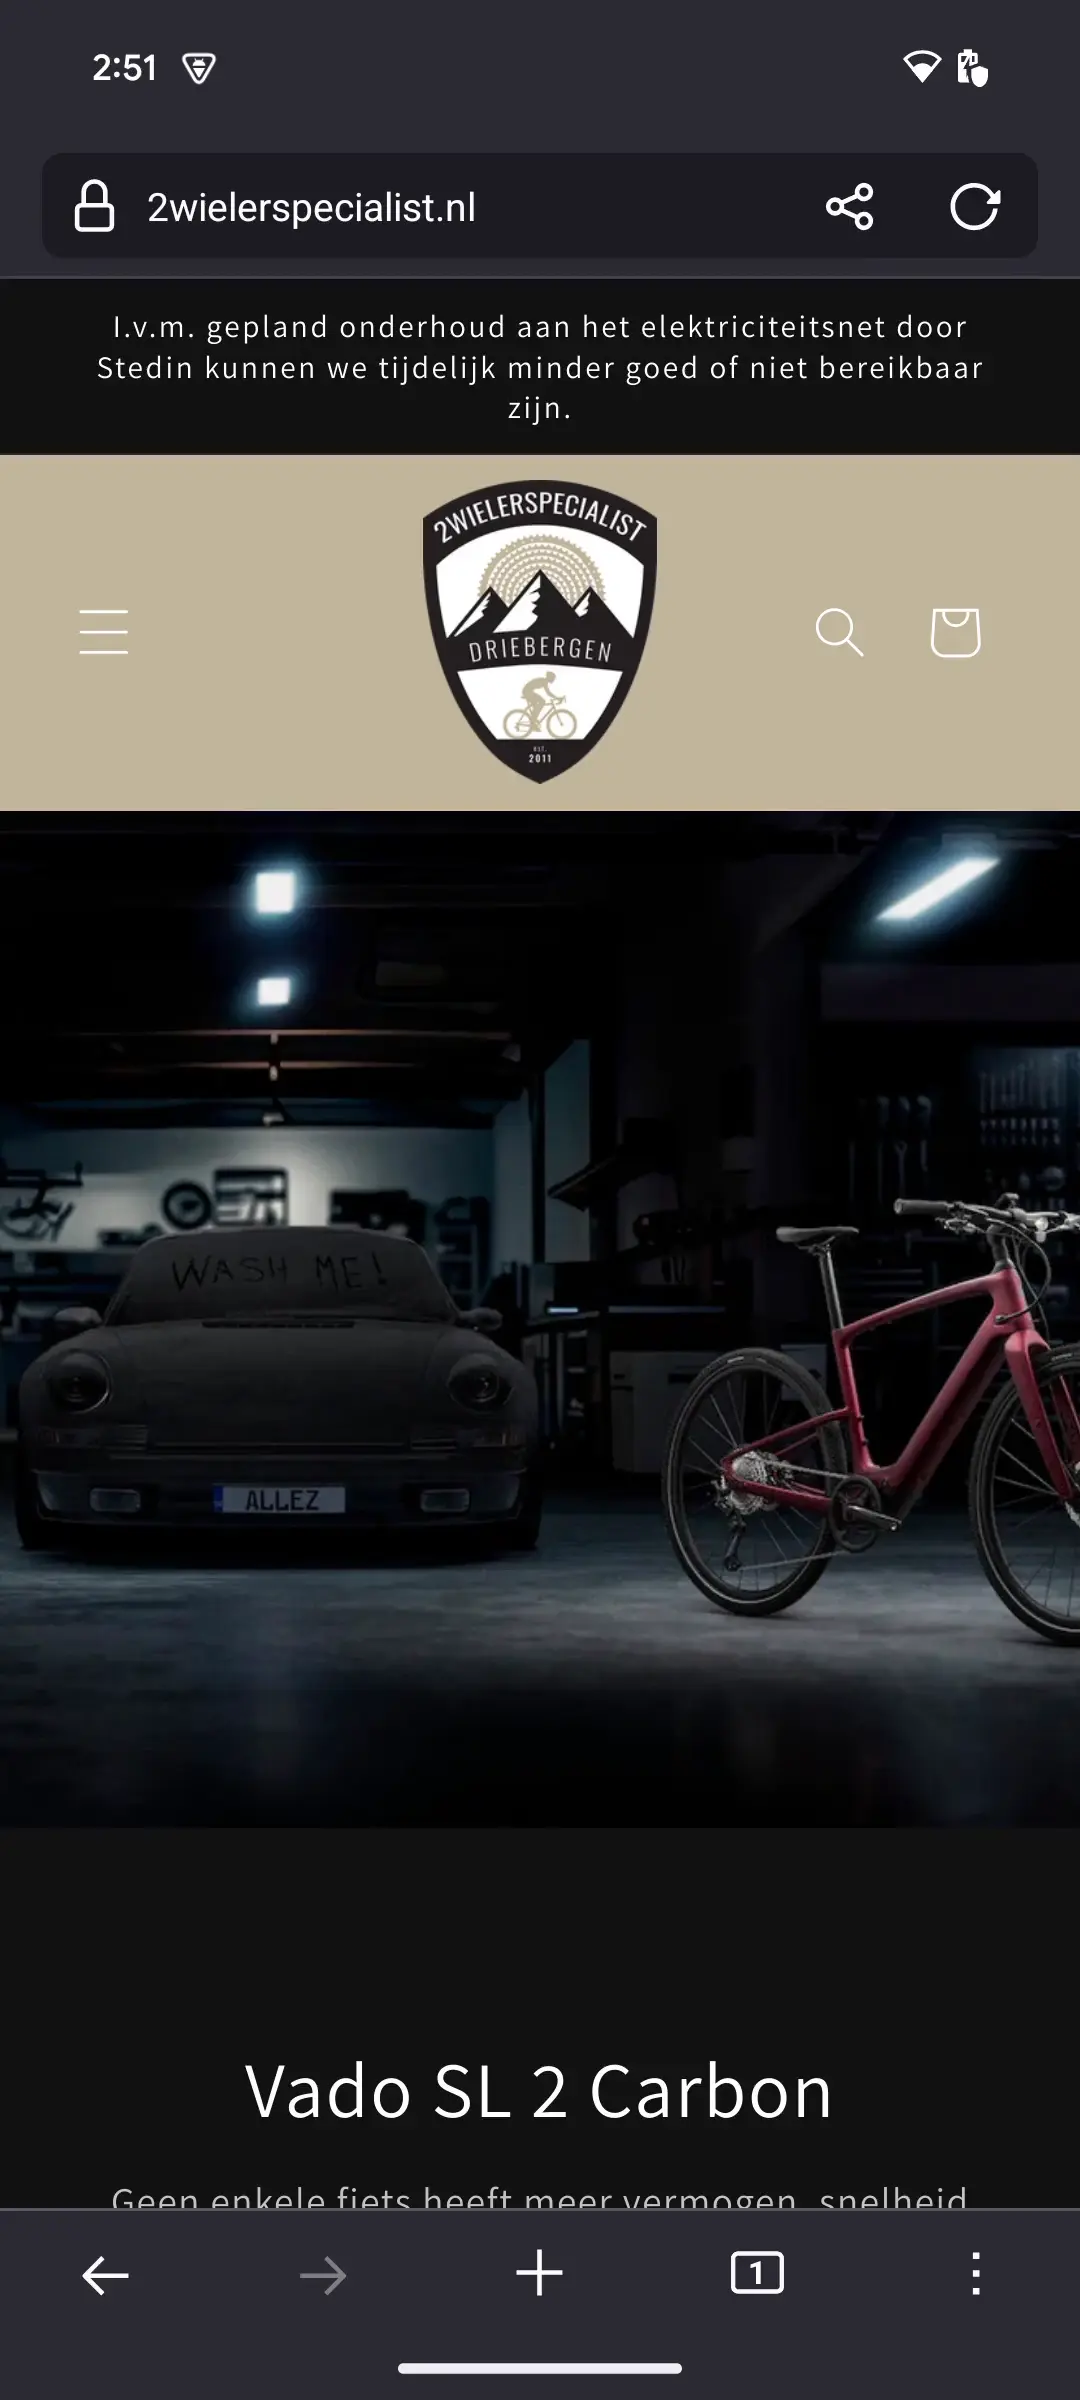 2:51
2wielerspecialist.nl
I.v.m. gepland onderhoud aan het elektriciteitsnet door
Stedin kunnen we tijdelijk minder goed of niet bereikbaar
zijn.
2WIELERSPECIALIST
DRIEBERGEN
est.
2011
WASH ME!
ALLEZ
Vado SL 2 Carbon
Geen enkele fiets heeft meer vermogen, snelheid
1